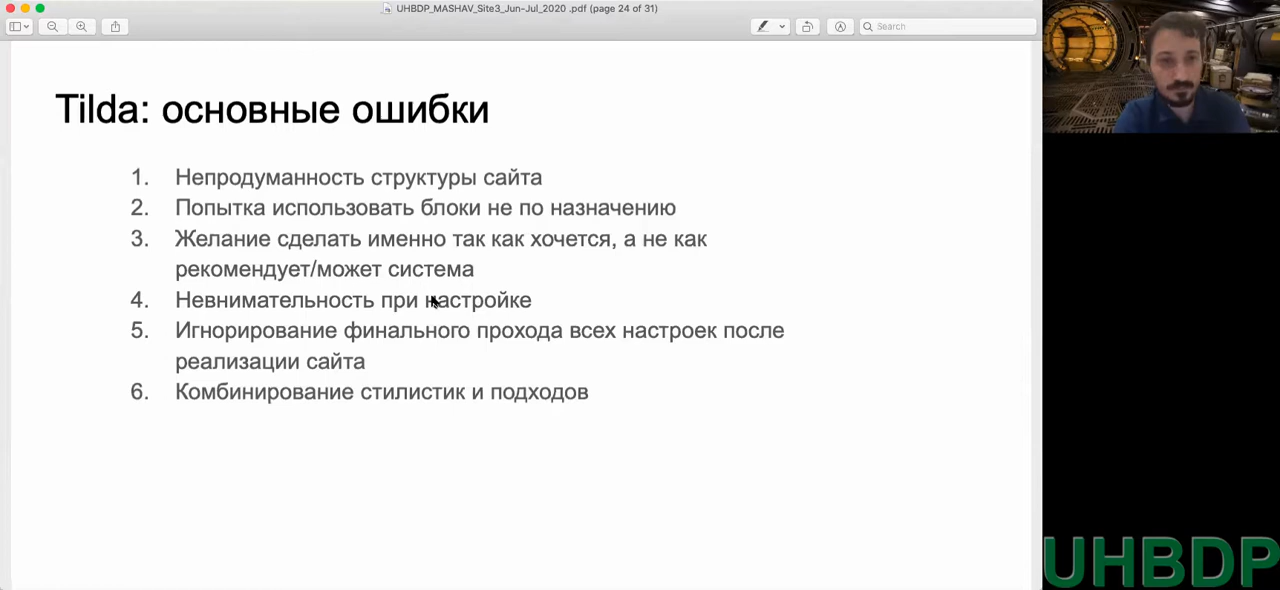 UHBDP_MASHAV_Site3_Jun-Jul_2020 .pdf (page 24 of 31)
Search
Tilda: основные ошибки
1. Непродуманность структуры сайта
2. Попытка использовать блоки не по назначению
3. Желание сделать именно так как хочется, а не как
рекомендует/может система
4. Невнимательность при настройке
5. Игнорирование финального прохода всех настроек после
реализации сайта
6. Комбинирование стилистик и подходов
UHBDP